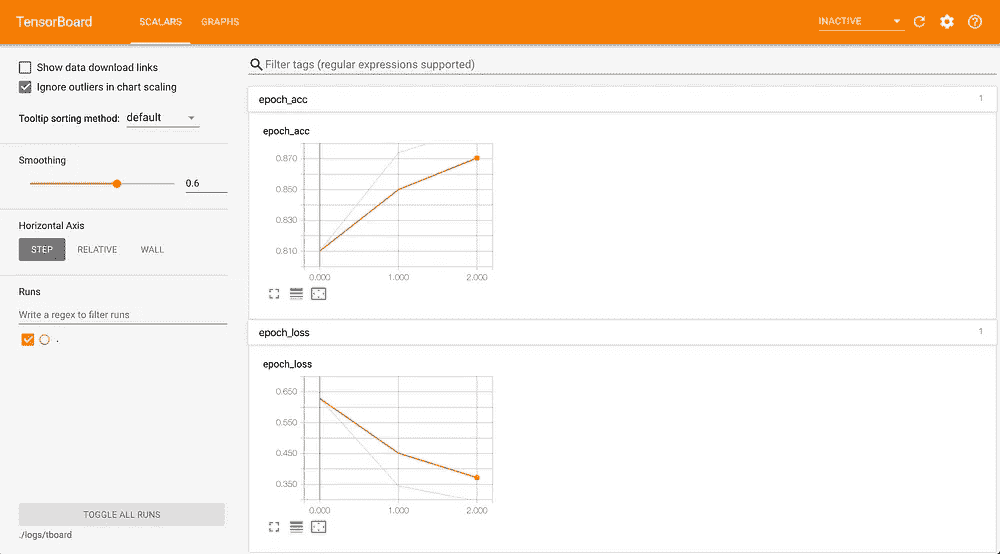 TensorBoard SCALARS GRAPHS INACTIVE
Show data download links
Ignore outliers in chart scaling
Tooltip sorting method: default
Smoothing
0.6
Horizontal Axis
STEP RELATIVE WALL
Runs
Write a regex to filter runs
.
TOGGLE ALL RUNS
./logs/tboard
Filter tags (regular expressions supported)
epoch_acc 1
epoch_acc
0.870
0.850
0.830
0.810
0.000 1.000 2.000
epoch_loss 1
epoch_loss
0.650
0.550
0.450
0.350
0.000 1.000 2.000